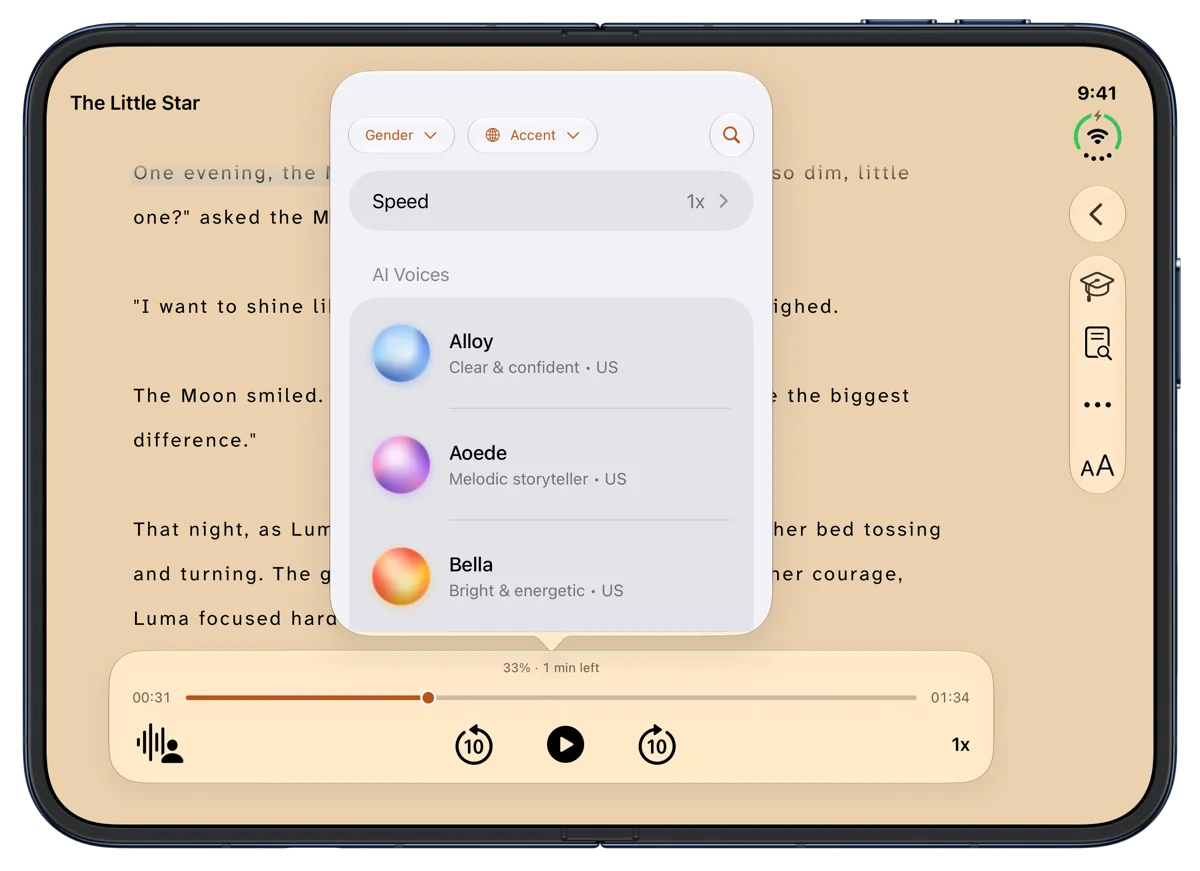 The Little Star
9:41
Gender
Accent
Speed 1x
AI Voices
Alloy
Clear & confident • US
Aoede
Melodic storyteller • US
Bella
Bright & energetic • US
One evening, the so dim, little
one?" asked the M
"I want to shine li ighed.
The Moon smiled. the biggest
difference."
That night, as Lum her bed tossing
and turning. The g her courage,
Luma focused hard
33% · 1 min left
00:31 01:34
10 10 1x
AA